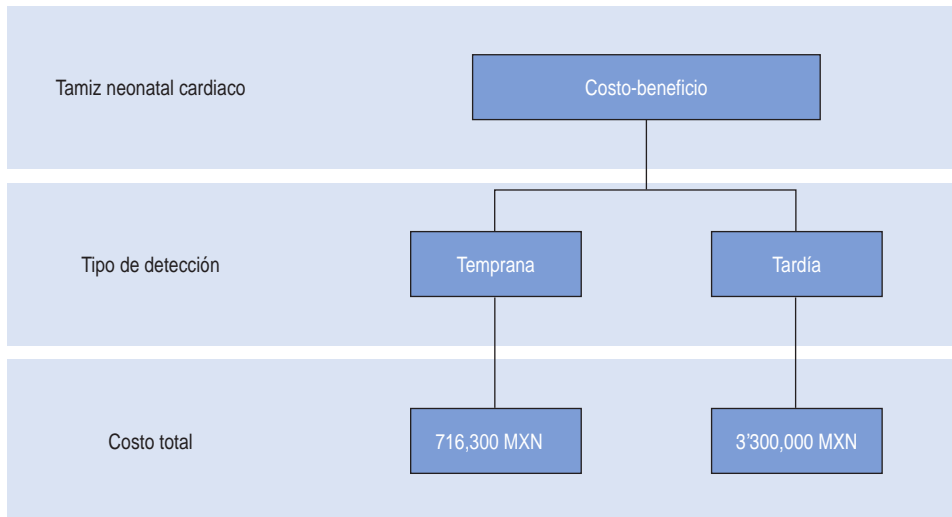 Tamiz neonatal cardiaco
Costo-beneficio
Tipo de detección
Temprana
Tardía
Costo total
716,300 MXN
3'300,000 MXN